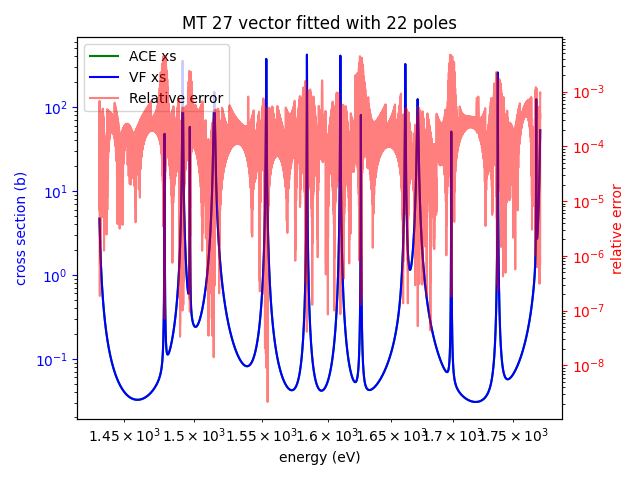 MT 27 vector fitted with 22 poles
ACE xs
VF xs
Relative error
cross section (b)
10²
10¹
10⁰
10⁻¹
relative error
10⁻³
10⁻⁴
10⁻⁵
10⁻⁶
10⁻⁷
10⁻⁸
1.45×10³ 1.5×10³ 1.55×10³ 1.6×10³ 1.65×10³ 1.7×10³ 1.75×10³
energy (eV)